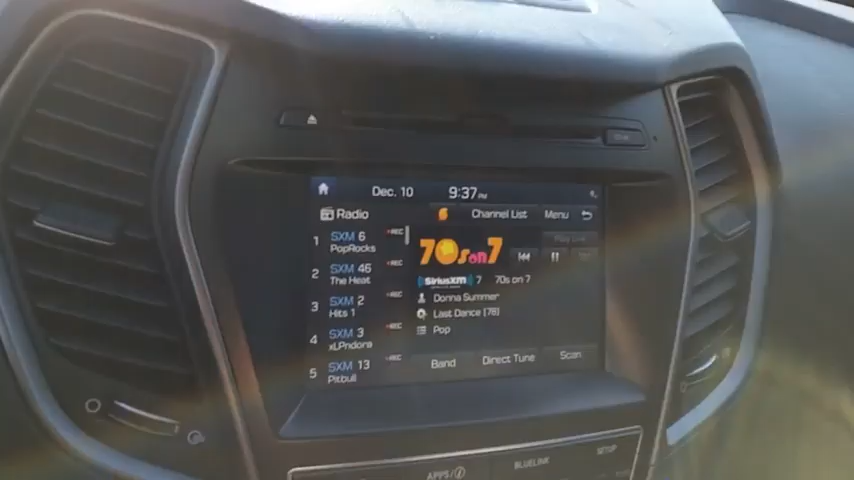 Dec. 10 9:37 PM
Radio Channel List Menu
1 SXM 6 REC
PopRocks
2 SXM 46 REC
The Heat
3 SXM 2 REC
Hits 1
4 SXM 3 REC
xLPndora
5 SXM 13 REC
Pitbull
70s on 7
SiriusXM 7 70s on 7
Donna Summer
Last Dance (78)
Pop
Band Direct Tune Scan
APPS/i BLUELINK SETUP